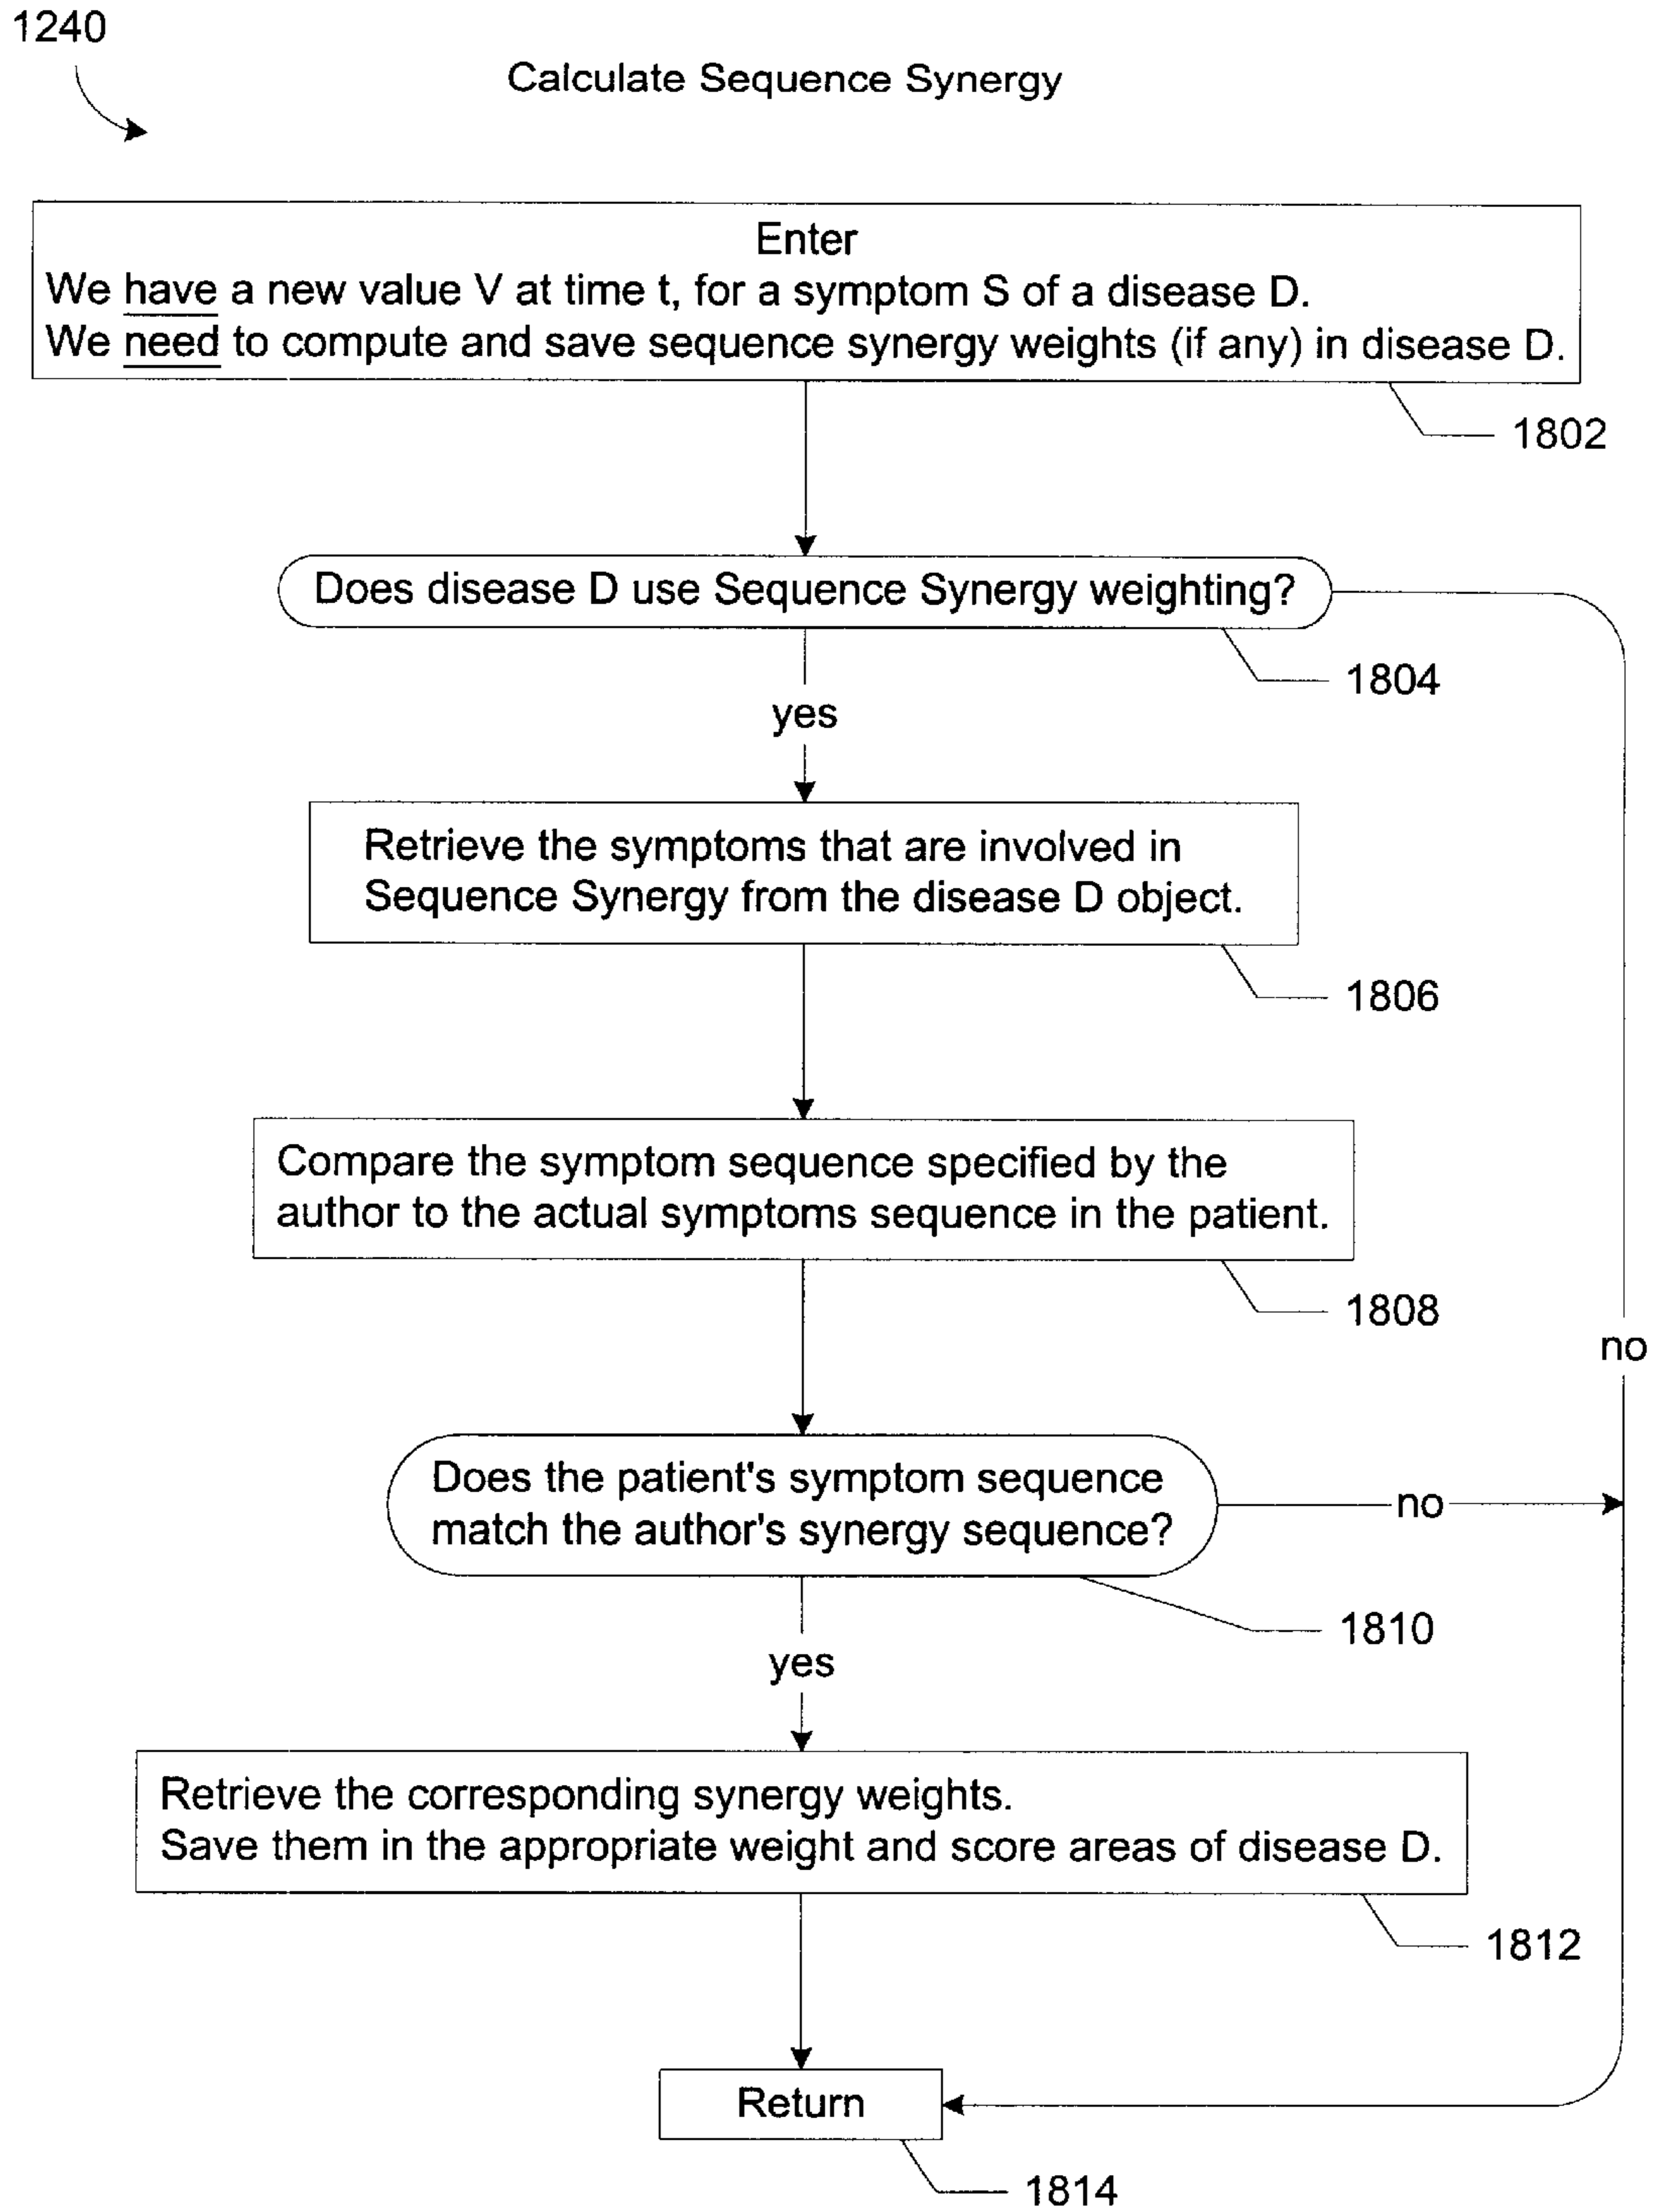 1240
Calculate Sequence Synergy
Enter
We have a new value V at time t, for a symptom S of a disease D.
We need to compute and save sequence synergy weights (if any) in disease D.
1802
Does disease D use Sequence Synergy weighting?
1804
yes
Retrieve the symptoms that are involved in
Sequence Synergy from the disease D object.
1806
Compare the symptom sequence specified by the
author to the actual symptoms sequence in the patient.
1808
no
Does the patient's symptom sequence
match the author's synergy sequence?
no
1810
yes
Retrieve the corresponding synergy weights.
Save them in the appropriate weight and score areas of disease D.
1812
Return
1814